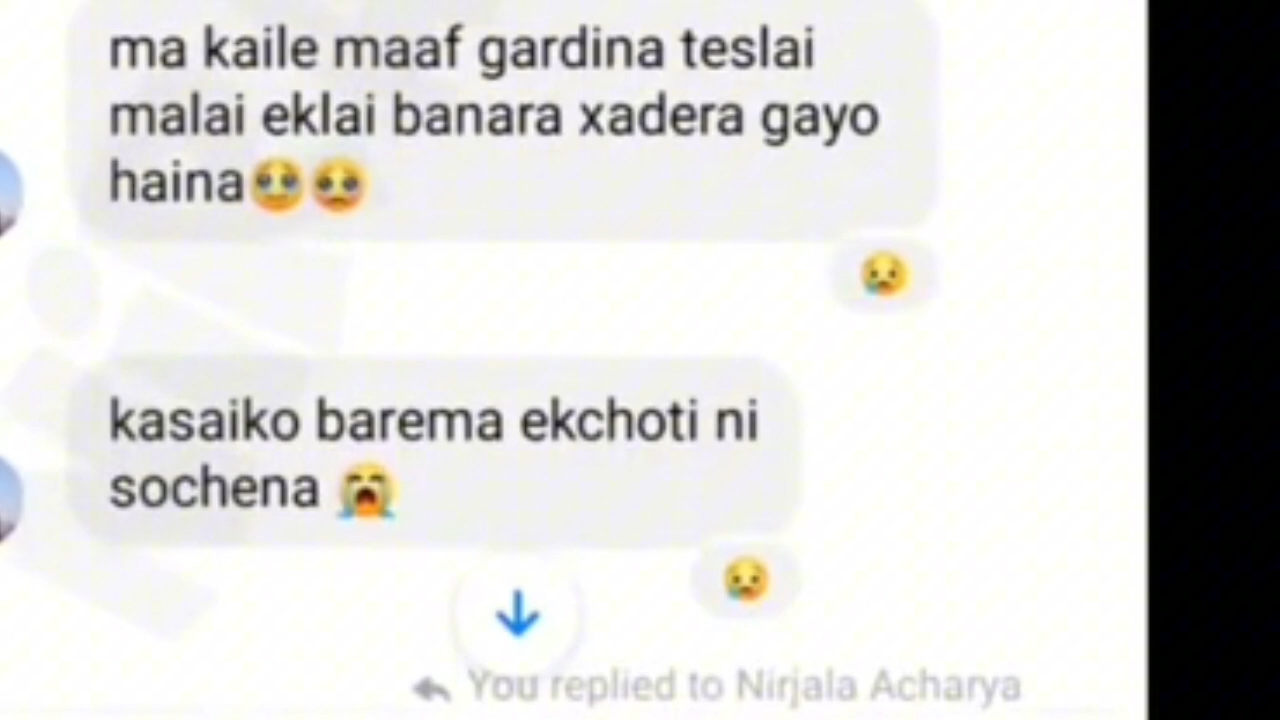 ma kaile maaf gardina teslai
malai eklai banara xadera gayo
haina🥹🥹
😢
kasaiko barema ekchoti ni
sochena 😭
😢
You replied to Nirjala Acharya